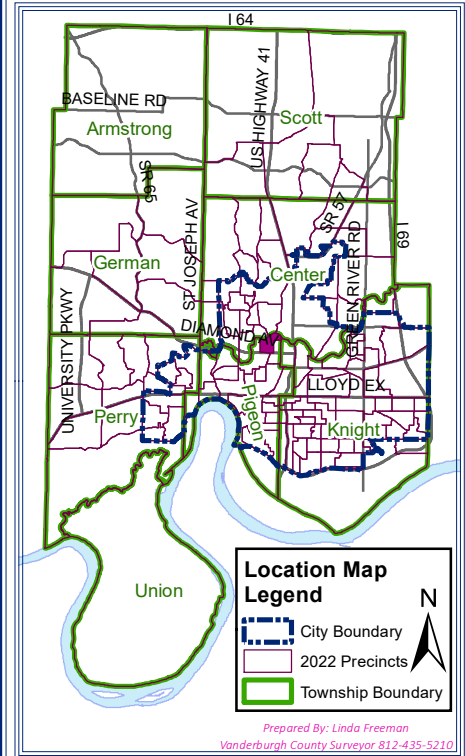 I 64
BASELINE RD
Armstrong
Scott
US HIGHWAY 41
SR 65
SR 57
I 69
ST JOSEPH AV
German
Center
GREEN RIVER RD
UNIVERSITY PKWY
DIAMOND AV
LLOYD EX
Perry
Pigeon
Knight
Union
Location Map
Legend
N
City Boundary
2022 Precincts
Township Boundary
Prepared By: Linda Freeman
Vanderburgh County Surveyor 812-435-5210